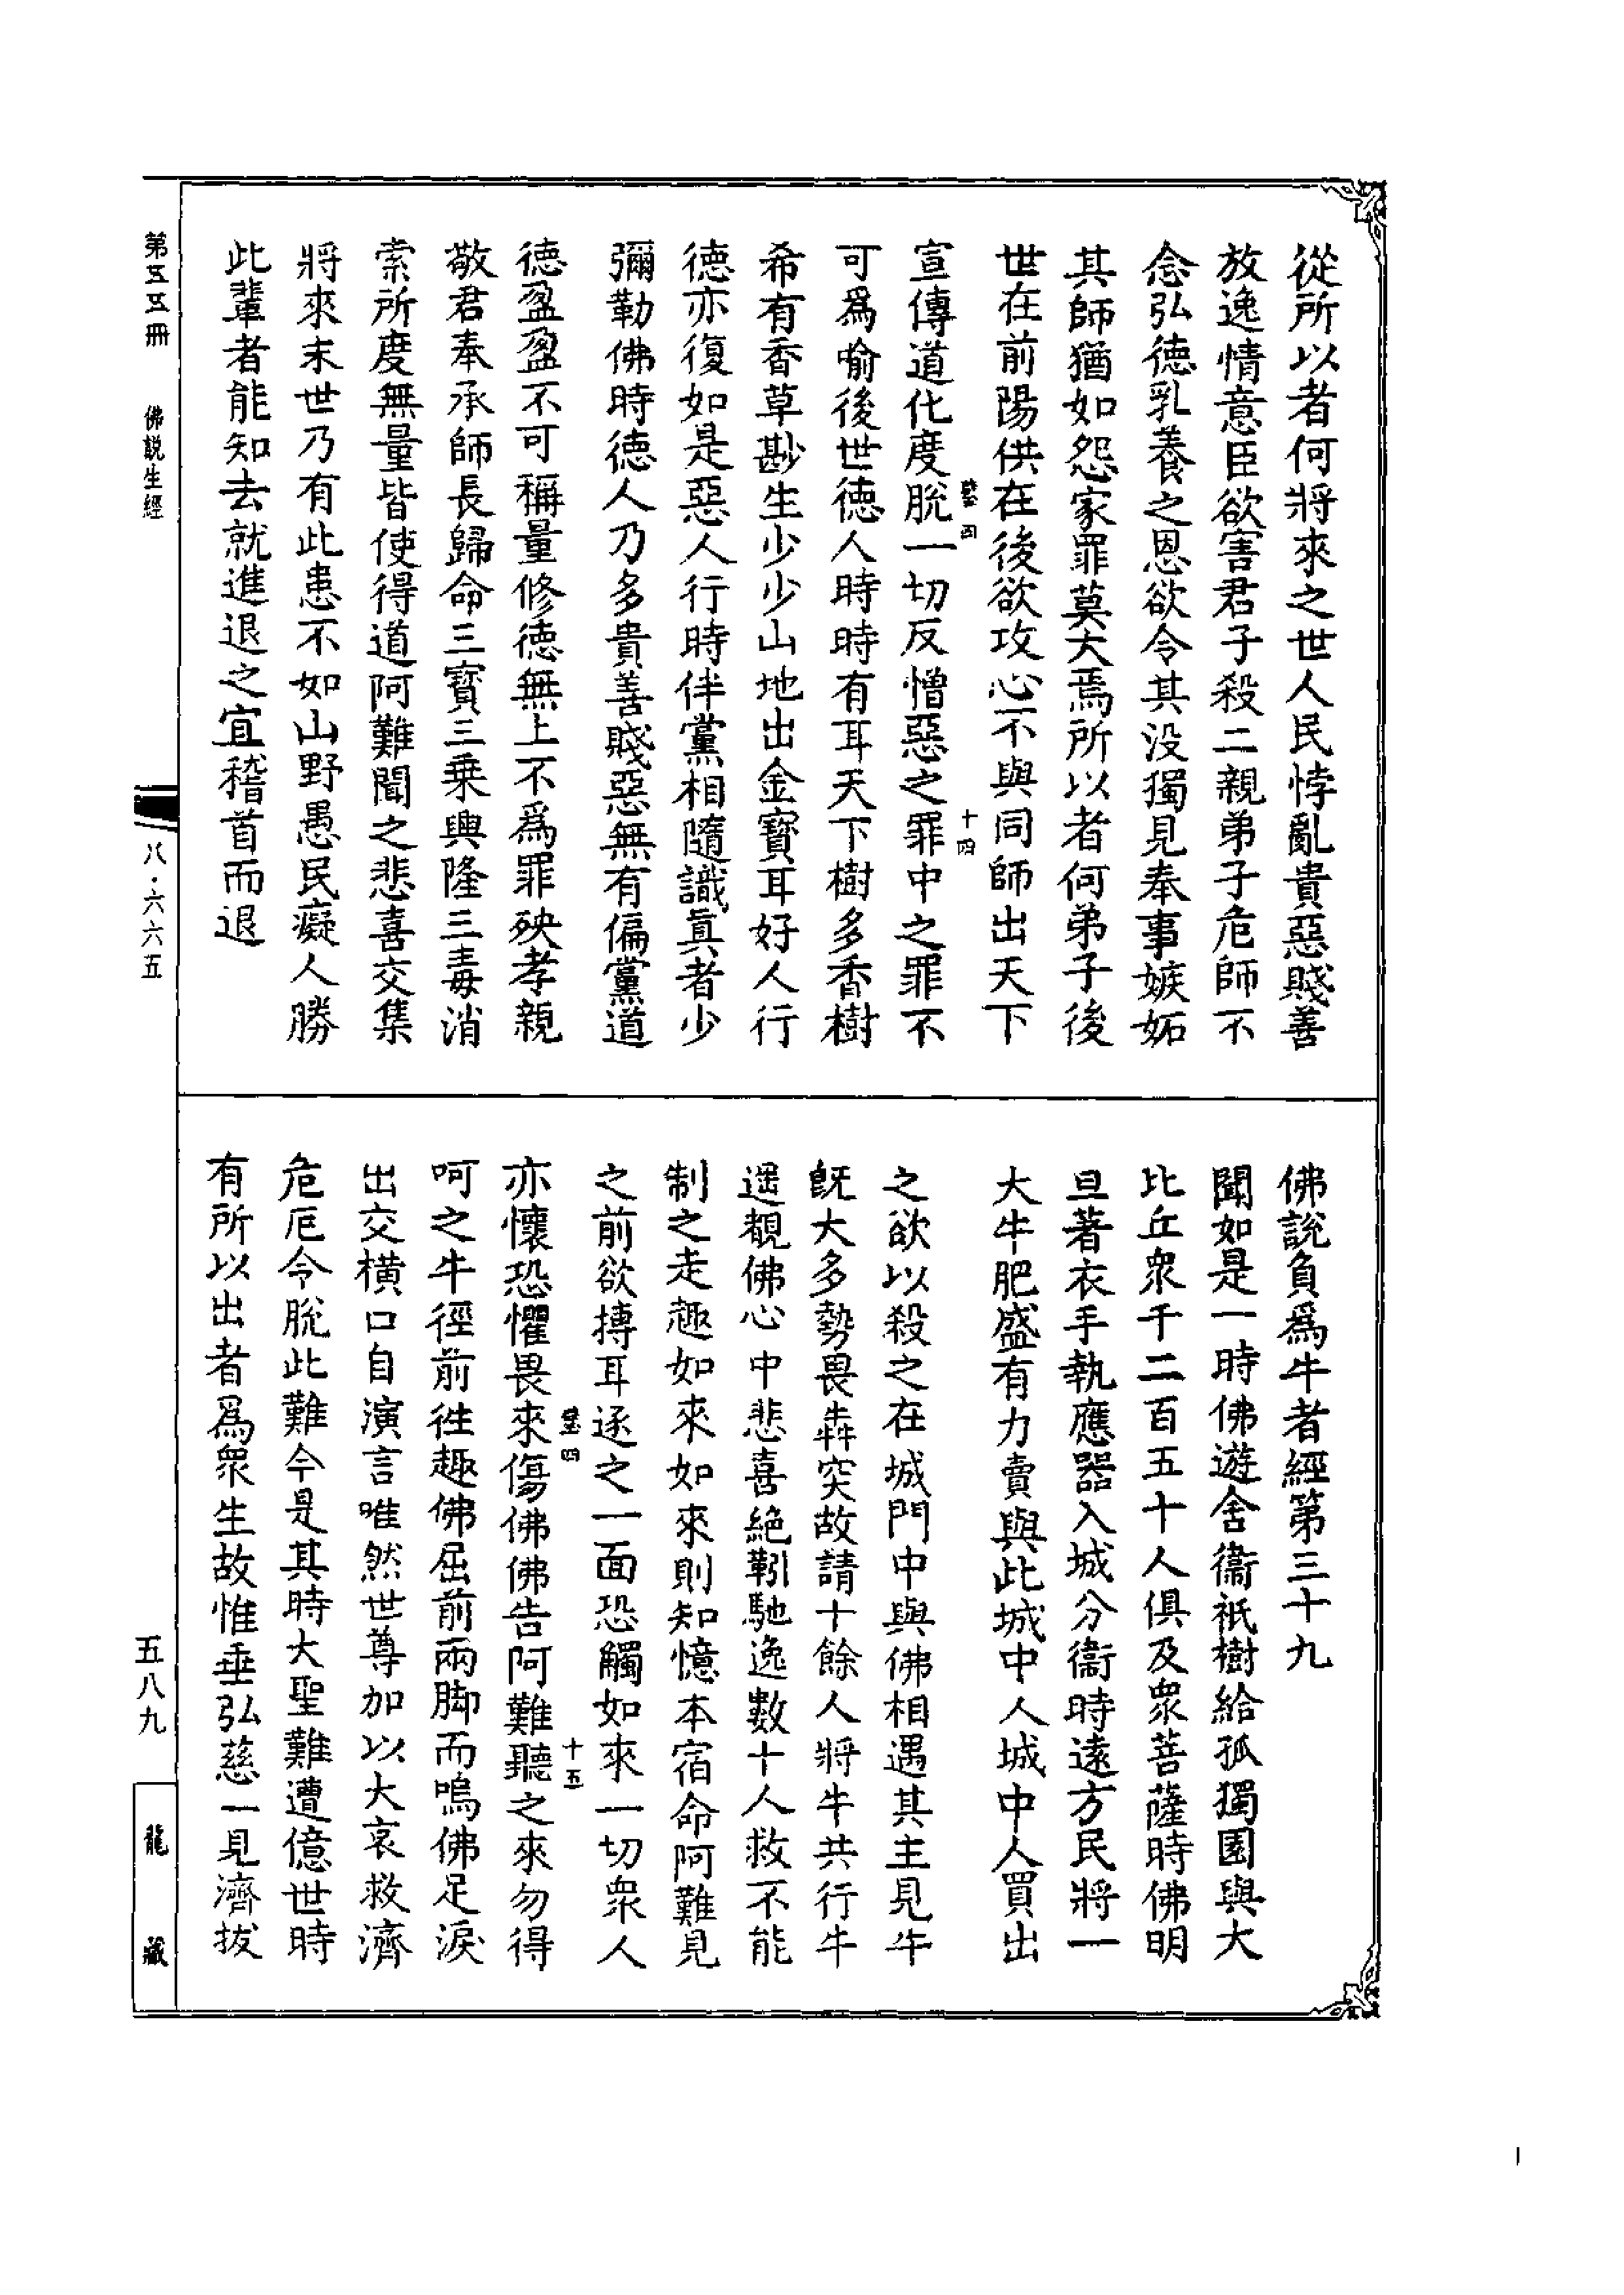 從所以者何將來之世人民悖亂貴惡賤善
放逸情意臣欲害君子殺二親弟子危師不
念弘德乳養之恩欲令其没獨見奉事嫉妬
其師猶如怨家罪莫大焉所以者何弟子後
世在前陽供在後欲攻心不與同師出天下
宣傳道化度脫一切反憎惡之罪中之罪不
可爲喻後世德人時時有耳天下樹多香樹
希有香草尠生少少山地出金寶耳好人行
德亦復如是惡人行時伴黨相隨識眞者少
彌勒佛時德人乃多貴善賤惡無有偏黨道
德盈盈不可稱量修德無上不爲罪殃孝親
敬君奉承師長歸命三寶三乗興隆三毒消
索所度無量皆使得道阿難聞之悲喜交集
將來末世乃有此患不如山野愚民癡人勝
此輩者能知去就進退之宜稽首而退
佛說負爲牛者經第三十九
聞如是一時佛遊舍衞祇樹給孤獨園與大
比丘衆千二百五十人俱及衆菩薩時佛明
旦著衣手執應器入城分衞時遠方民將一
大牛肥盛有力賣與此城中人城中人買出
之欲以殺之在城門中與佛相遇其主見牛
旣大多勢畏犇突故請十餘人將牛共行牛
遥覩佛心中悲喜絶靷馳逸數十人救不能
制之走趣如來如來則知憶本宿命阿難見
之前欲搏耳逐之一面恐觸如來一切衆人
亦懷恐懼畏來傷佛佛告阿難聽之來勿得
呵之牛徑前往趣佛屈前兩脚而嗚佛足淚
出交橫口自演言唯然世尊加以大哀救濟
危厄令脫此難今是其時大聖難遭億世時
有所以出者爲衆生故惟垂弘慈一見濟拔
璧四
十四
璧四
十五
第五五冊　佛説生經
八·六六五
五八九
龍藏